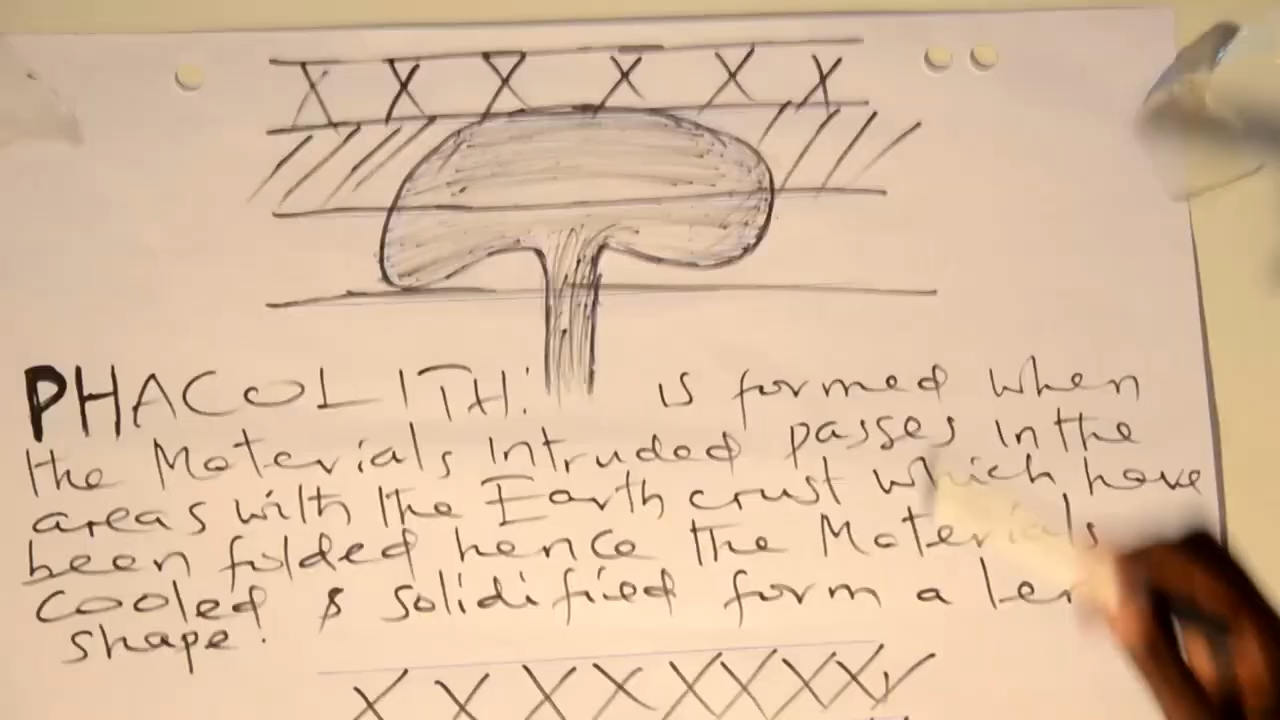 PHACOLITH: is formed when
the Materials Intruded passes in the
areas with the Earth crust which have
been folded hence the Materials
cooled & solidified form a
shape.